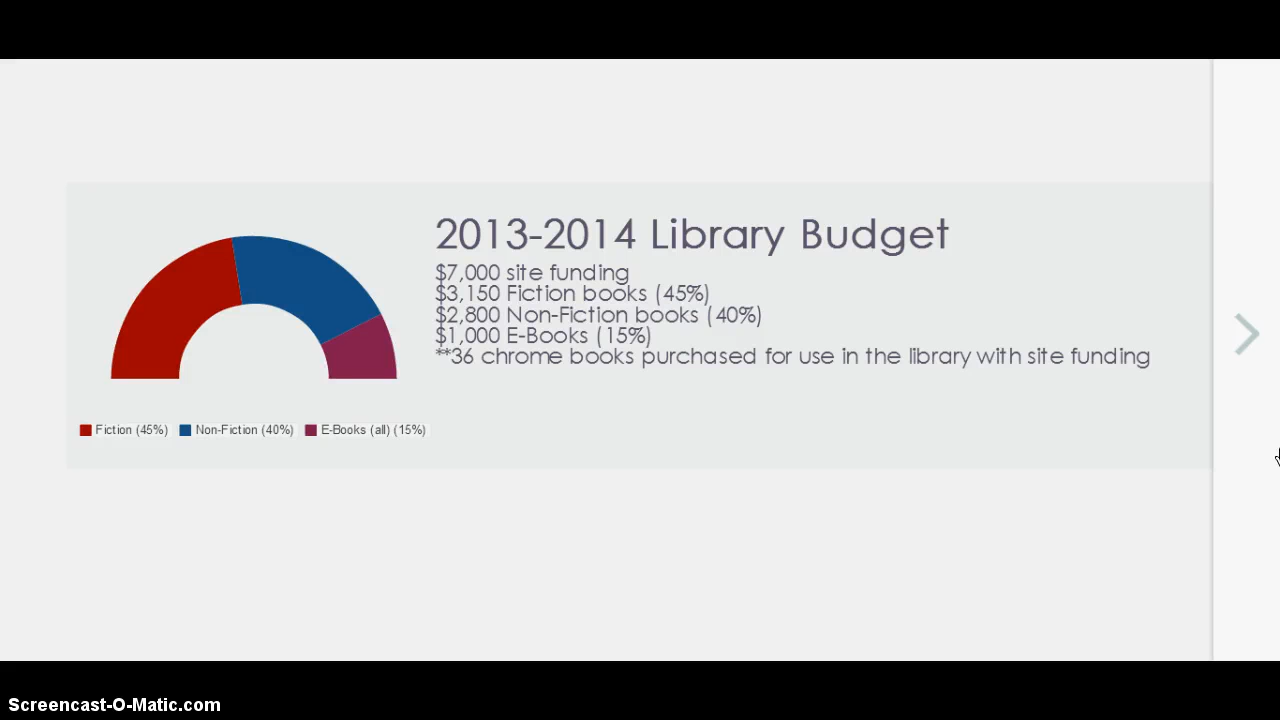 2013-2014 Library Budget
$7,000 site funding
$3,150 Fiction books (45%)
$2,800 Non-Fiction books (40%)
$1,000 E-Books (15%)
**36 chrome books purchased for use in the library with site funding
Fiction (45%) Non-Fiction (40%) E-Books (all) (15%)
Screencast-O-Matic.com